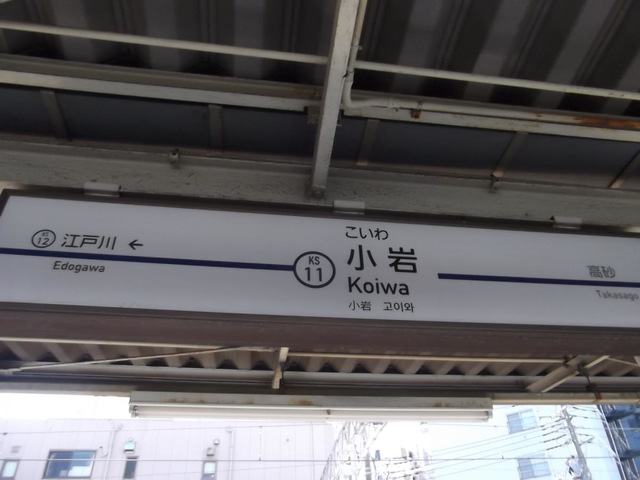 KS
12 江戸川 ←
Edogawa
KS
11
こいわ
小岩
Koiwa
小岩 고이와
高砂
Takasago